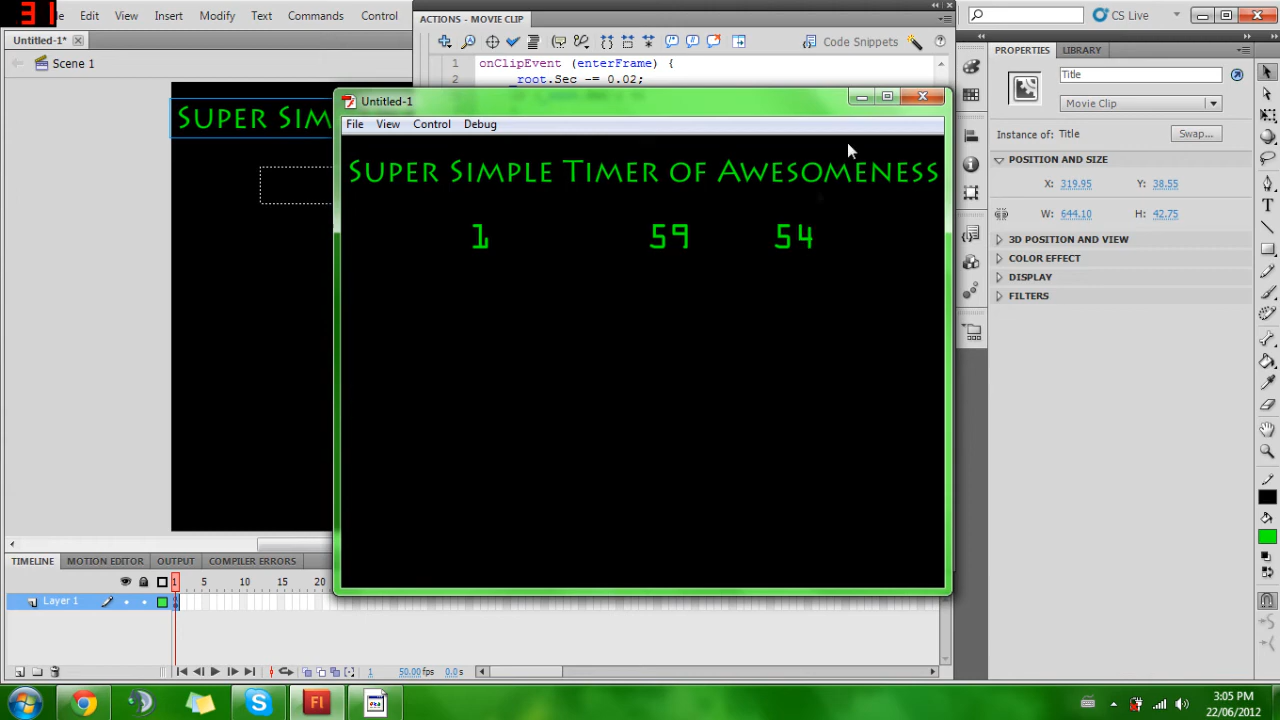 31
Edit View Insert Modify Text Commands Control
ACTIONS - MOVIE CLIP
CS Live
Untitled-1*
Code Snippets
Scene 1
1 onClipEvent (enterFrame) {
2 _root.Sec -= 0.02;
PROPERTIES LIBRARY
Title
Movie Clip
Instance of: Title Swap...
POSITION AND SIZE
X: 319.95 Y: 38.55
W: 644.10 H: 42.75
3D POSITION AND VIEW
COLOR EFFECT
DISPLAY
FILTERS
SUPER SIM
Untitled-1
File View Control Debug
SUPER SIMPLE TIMER OF AWESOMENESS
1 59 54
TIMELINE MOTION EDITOR OUTPUT COMPILER ERRORS
1 5 10 15 20
Layer 1
1 50.00fps 0.0s
Fl
3:05 PM
22/06/2012